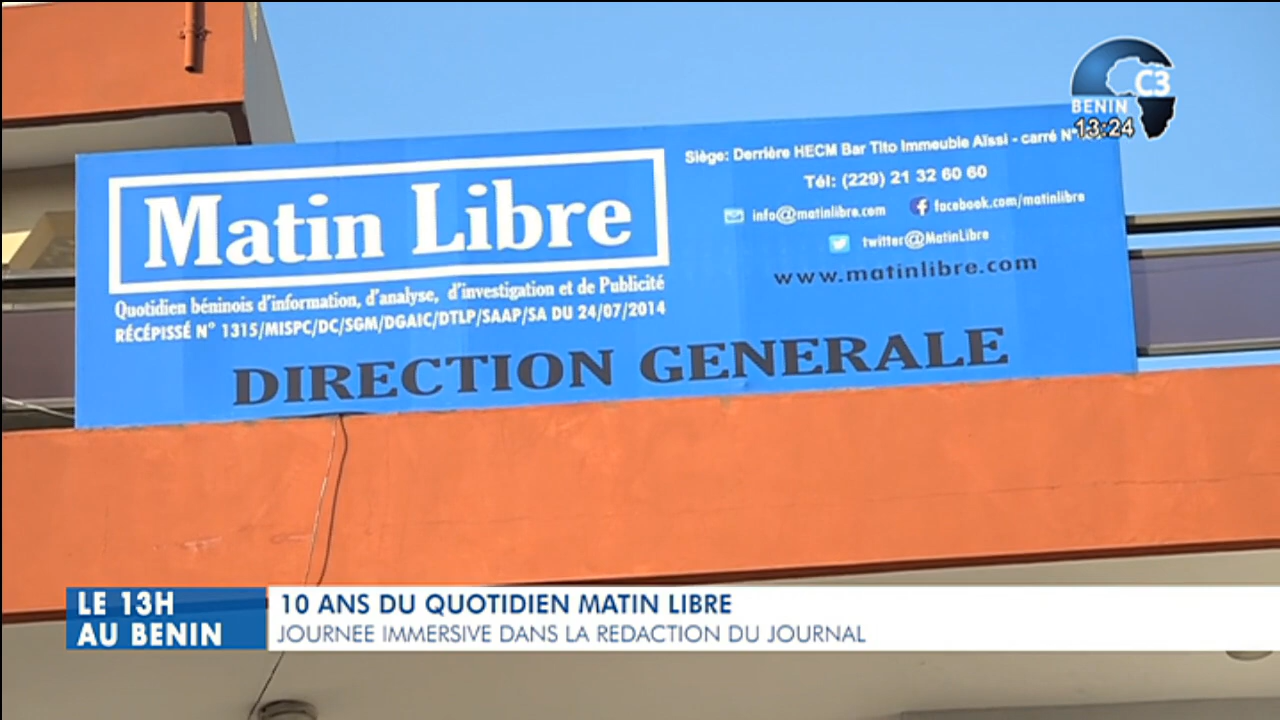 C3
BENIN
13:24
Matin Libre
Quotidien béninois d'information, d'analyse, d'investigation et de Publicité
RÉCÉPISSÉ N° 1315/MISPC/DC/SGM/DGAIC/DTLP/SAAP/SA DU 24/07/2014
Siège: Derrière HECM Bar Tito Immeuble Aïssi - carré N°
Tél: (229) 21 32 60 60
info@matinlibre.com facebook.com/matinlibre
twitter@MatinLibre
www.matinlibre.com
DIRECTION GENERALE
LE 13H
AU BENIN
10 ANS DU QUOTIDIEN MATIN LIBRE
JOURNEE IMMERSIVE DANS LA REDACTION DU JOURNAL